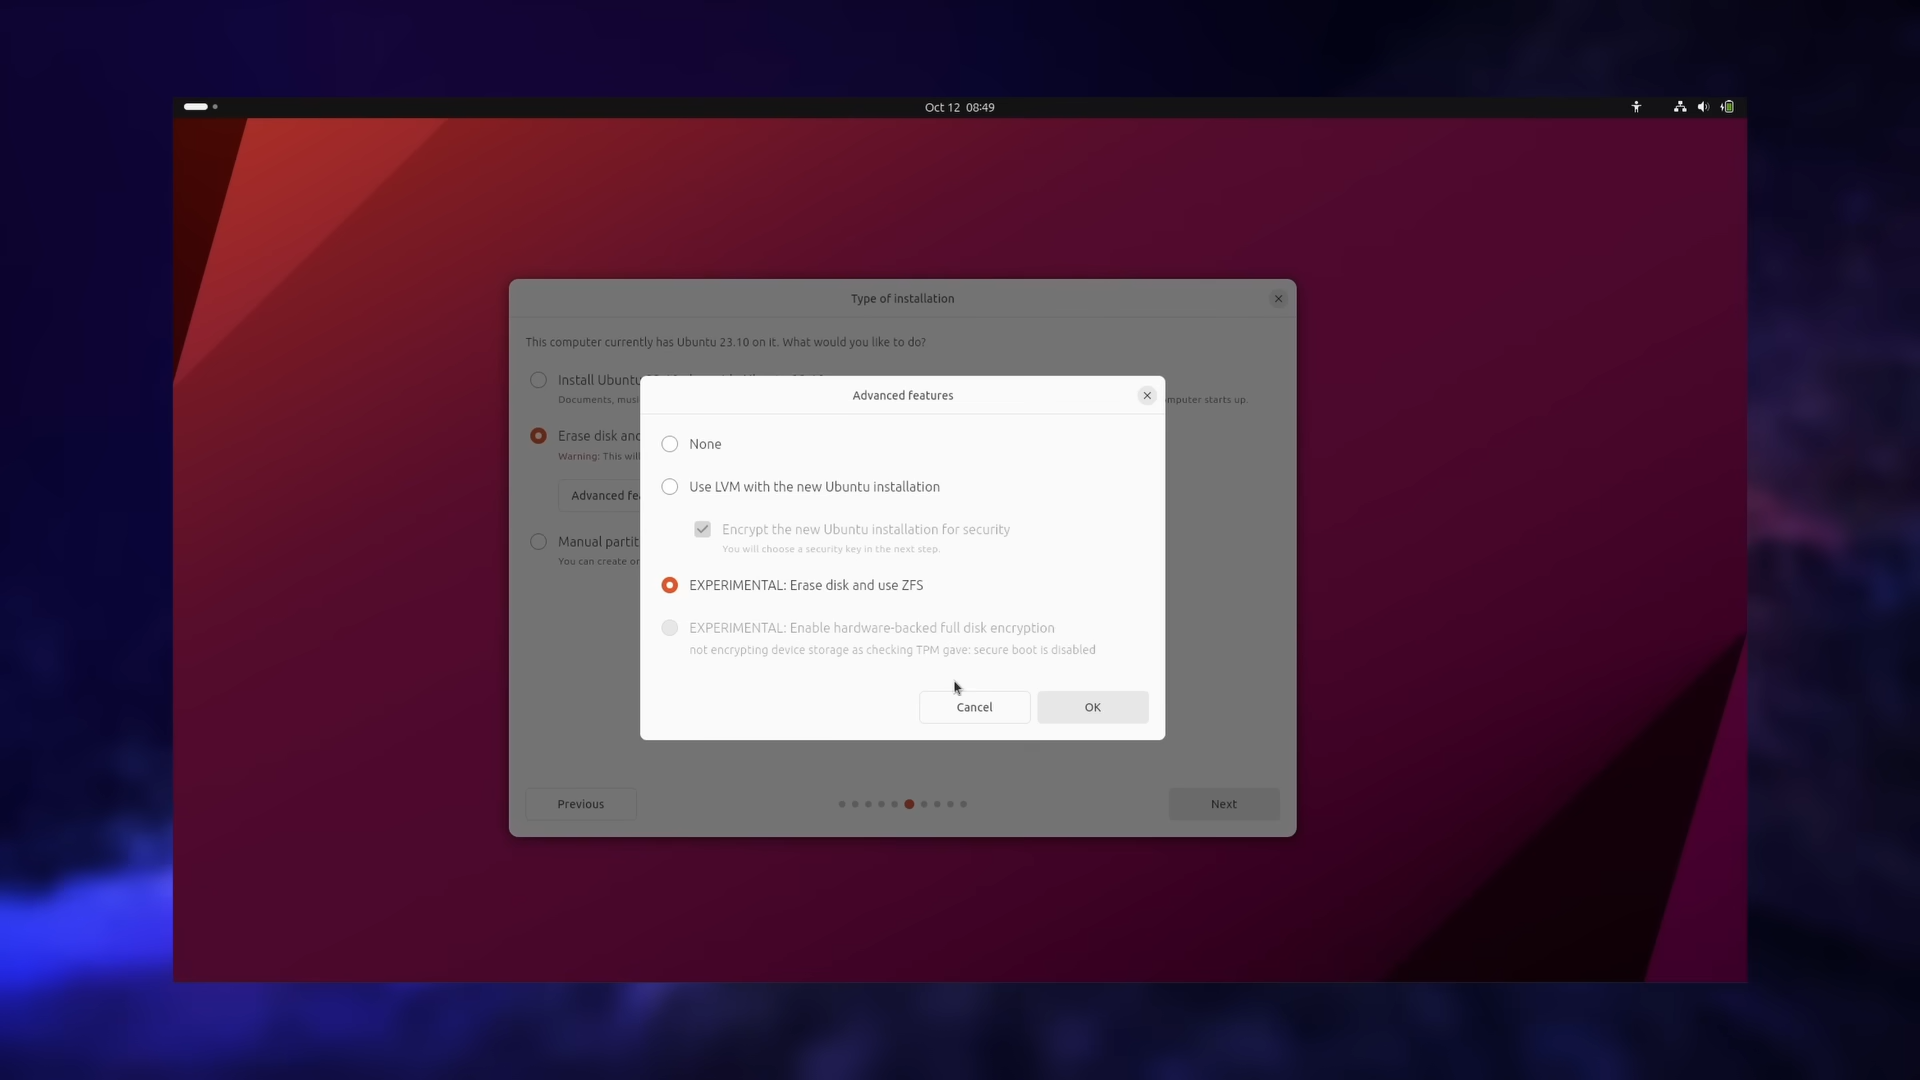 Oct 12 08:49
Type of installation
This computer currently has Ubuntu 23.10 on it. What would you like to do?
Install Ubuntu
Documents, musi
mputer starts up.
Erase disk and
Warning: This will
Advanced fea
Manual partit
You can create or
Advanced features
None
Use LVM with the new Ubuntu installation
Encrypt the new Ubuntu installation for security
You will choose a security key in the next step.
EXPERIMENTAL: Erase disk and use ZFS
EXPERIMENTAL: Enable hardware-backed full disk encryption
not encrypting device storage as checking TPM gave: secure boot is disabled
Cancel
OK
Previous
Next